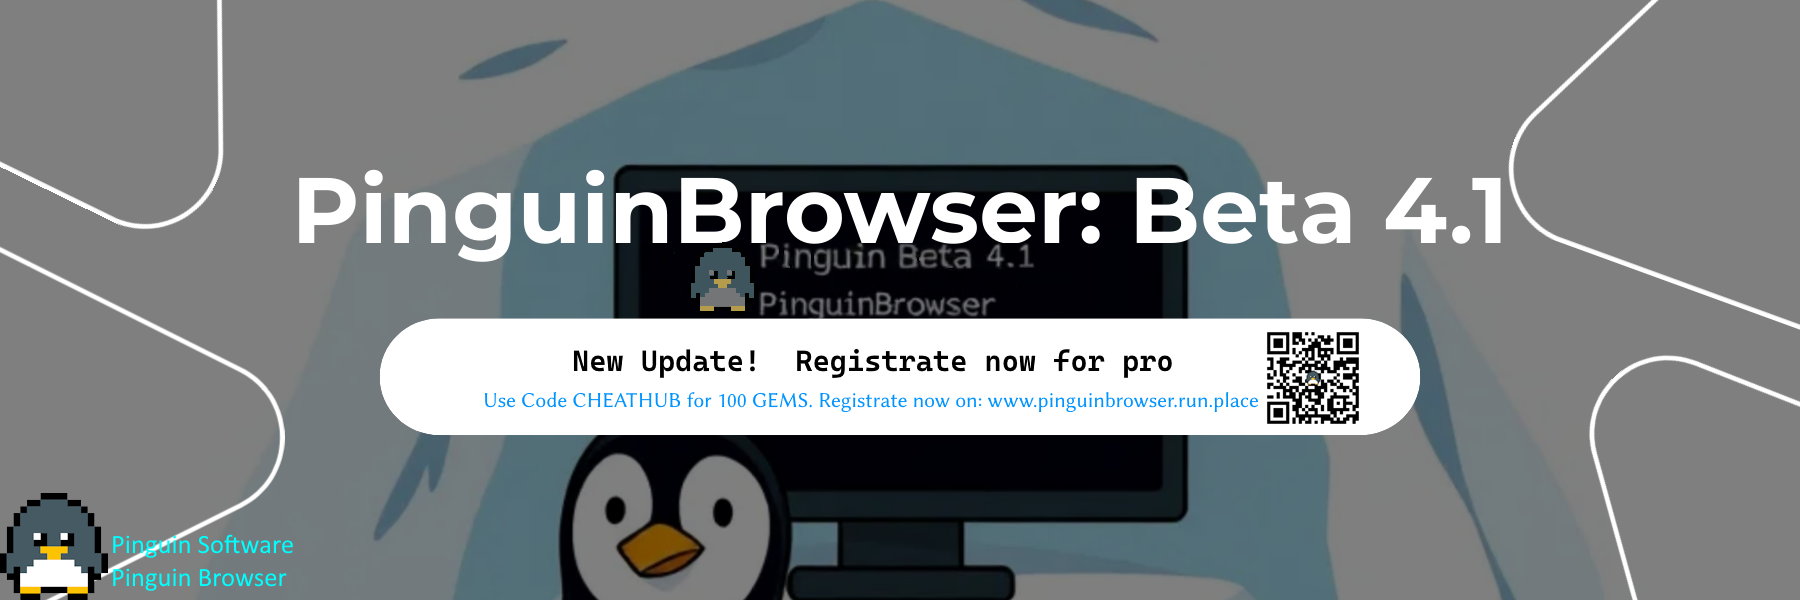 PinguinBrowser: Beta 4.1
Pinguin Beta 4.1
PinguinBrowser
New Update!  Registrate now for pro
Use Code CHEATHUB for 100 GEMS. Registrate now on: www.pinguinbrowser.run.place
Pinguin Software
Pinguin Browser